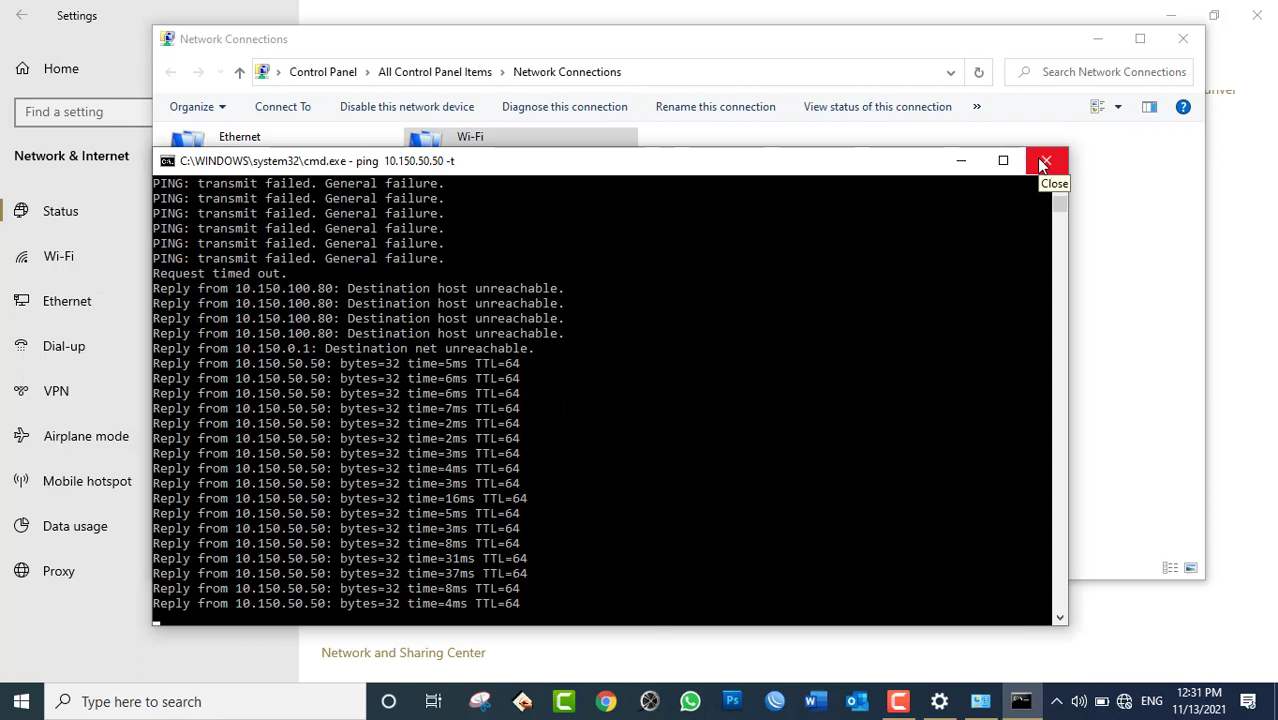 Settings
Home
Find a setting
Network & Internet
Status
Wi-Fi
Ethernet
Dial-up
VPN
Airplane mode
Mobile hotspot
Data usage
Proxy
Network Connections
Control Panel > All Control Panel Items > Network Connections
Search Network Connections
Organize
Connect To
Disable this network device
Diagnose this connection
Rename this connection
View status of this connection
»
Ethernet
Wi-Fi
C:\WINDOWS\system32\cmd.exe - ping 10.150.50.50 -t
Close
PING: transmit failed. General failure.
PING: transmit failed. General failure.
PING: transmit failed. General failure.
PING: transmit failed. General failure.
PING: transmit failed. General failure.
PING: transmit failed. General failure.
Request timed out.
Reply from 10.150.100.80: Destination host unreachable.
Reply from 10.150.100.80: Destination host unreachable.
Reply from 10.150.100.80: Destination host unreachable.
Reply from 10.150.100.80: Destination host unreachable.
Reply from 10.150.0.1: Destination net unreachable.
Reply from 10.150.50.50: bytes=32 time=5ms TTL=64
Reply from 10.150.50.50: bytes=32 time=6ms TTL=64
Reply from 10.150.50.50: bytes=32 time=6ms TTL=64
Reply from 10.150.50.50: bytes=32 time=7ms TTL=64
Reply from 10.150.50.50: bytes=32 time=2ms TTL=64
Reply from 10.150.50.50: bytes=32 time=2ms TTL=64
Reply from 10.150.50.50: bytes=32 time=3ms TTL=64
Reply from 10.150.50.50: bytes=32 time=4ms TTL=64
Reply from 10.150.50.50: bytes=32 time=3ms TTL=64
Reply from 10.150.50.50: bytes=32 time=16ms TTL=64
Reply from 10.150.50.50: bytes=32 time=5ms TTL=64
Reply from 10.150.50.50: bytes=32 time=3ms TTL=64
Reply from 10.150.50.50: bytes=32 time=8ms TTL=64
Reply from 10.150.50.50: bytes=32 time=31ms TTL=64
Reply from 10.150.50.50: bytes=32 time=37ms TTL=64
Reply from 10.150.50.50: bytes=32 time=8ms TTL=64
Reply from 10.150.50.50: bytes=32 time=4ms TTL=64
Network and Sharing Center
Type here to search
ENG
12:31 PM
11/13/2021